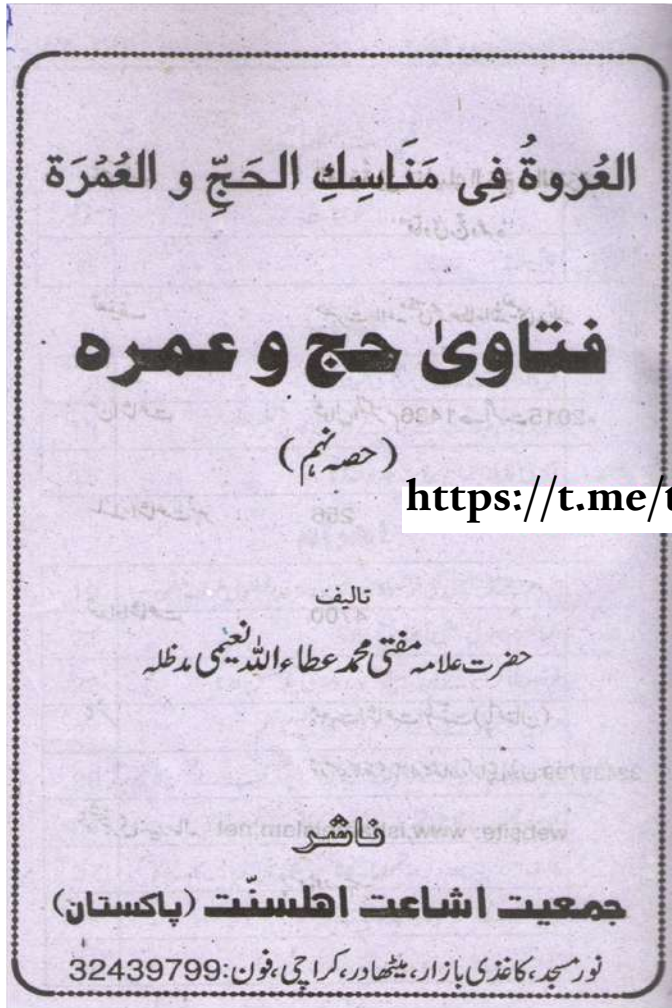 العُروةُ فِى مَنَاسِكِ الحَجِّ و العُمْرَة
فتاویٰ حج و عمره
(حصہ نہم)
https://t.me/t
تالیف
حضرت علامہ مفتی محمد عطاء اللہ نعیمی مدظلہ
ناشر
جمعیت اشاعت اھلسنّت (پاکستان)
نور مسجد، کاغذی بازار، میٹھادر، کراچی، فون: 32439799